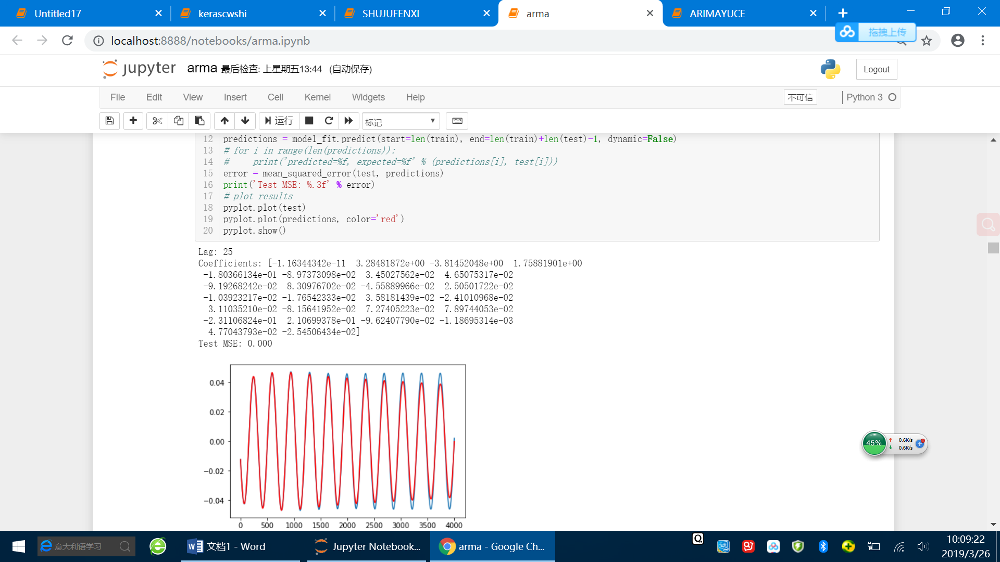 Untitled17
kerascwshi
SHUJUFENXI
arma
ARIMAYUCE
拖拽上传
localhost:8888/notebooks/arma.ipynb
jupyter arma 最后检查: 上星期五13:44 (自动保存)
Logout
File Edit View Insert Cell Kernel Widgets Help
不可信
Python 3
运行
标记
12 predictions = model_fit.predict(start=len(train), end=len(train)+len(test)-1, dynamic=False)
13 # for i in range(len(predictions)):
14 #     print('predicted=%f, expected=%f' % (predictions[i], test[i]))
15 error = mean_squared_error(test, predictions)
16 print('Test MSE: %.3f' % error)
17 # plot results
18 pyplot.plot(test)
19 pyplot.plot(predictions, color='red')
20 pyplot.show()
Lag: 25
Coefficients: [-1.16344342e-11  3.28481872e+00 -3.81452048e+00  1.75881901e+00
-1.80366134e-01 -8.97373098e-02  3.45027562e-02  4.65075317e-02
-9.19268242e-02  8.30976702e-02 -4.55889966e-02  2.50501722e-02
-1.03923217e-02 -1.76542333e-02  3.58181439e-02 -2.41010968e-02
3.11035210e-02 -8.15641952e-02  7.27405223e-02  7.89744053e-02
-2.31106824e-01  2.10699378e-01 -9.62407790e-02 -1.18695314e-03
4.77043793e-02 -2.54506434e-02]
Test MSE: 0.000
0.04
0.02
0.00
−0.02
−0.04
0 500 1000 1500 2000 2500 3000 3500 4000
45%
0.6K/s
0.6K/s
意大利语学习
文档1 - Word
Jupyter Notebook...
arma - Google Ch...
10:09:22
2019/3/26